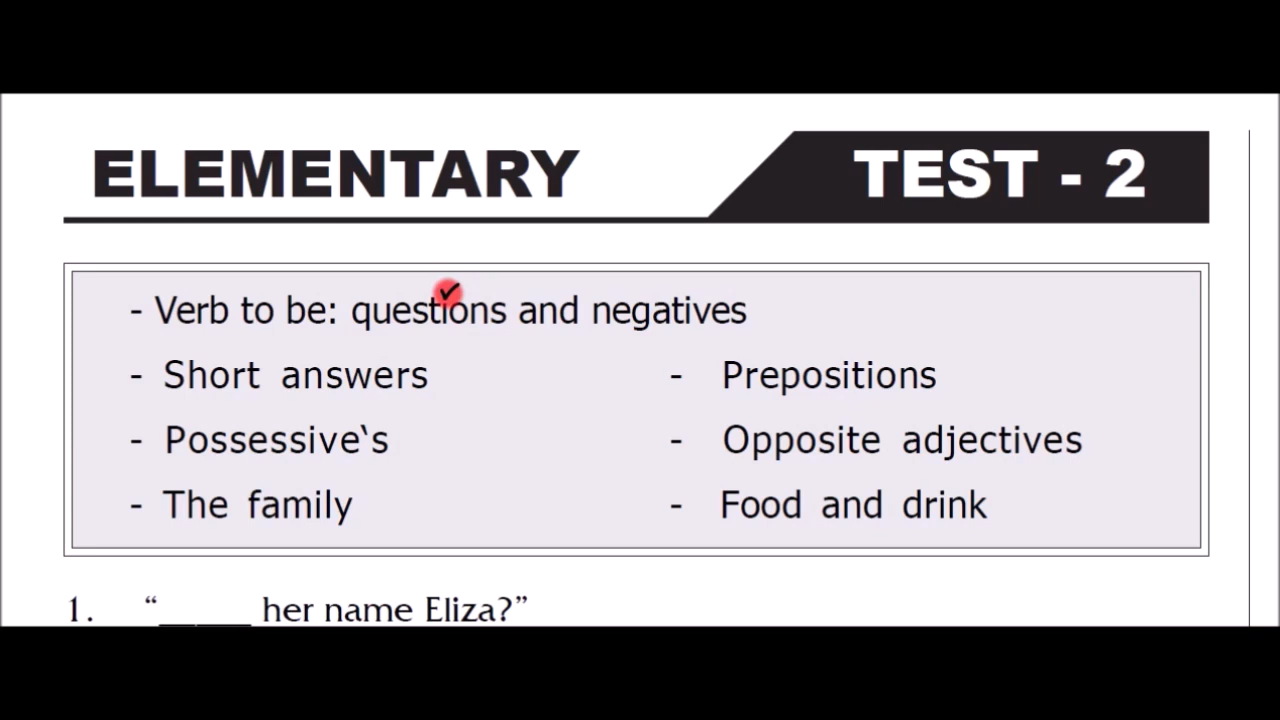 ELEMENTARY TEST - 2
- Verb to be: questions and negatives
- Short answers - Prepositions
- Possessive‛s - Opposite adjectives
- The family - Food and drink
1. “_____ her name Eliza?”